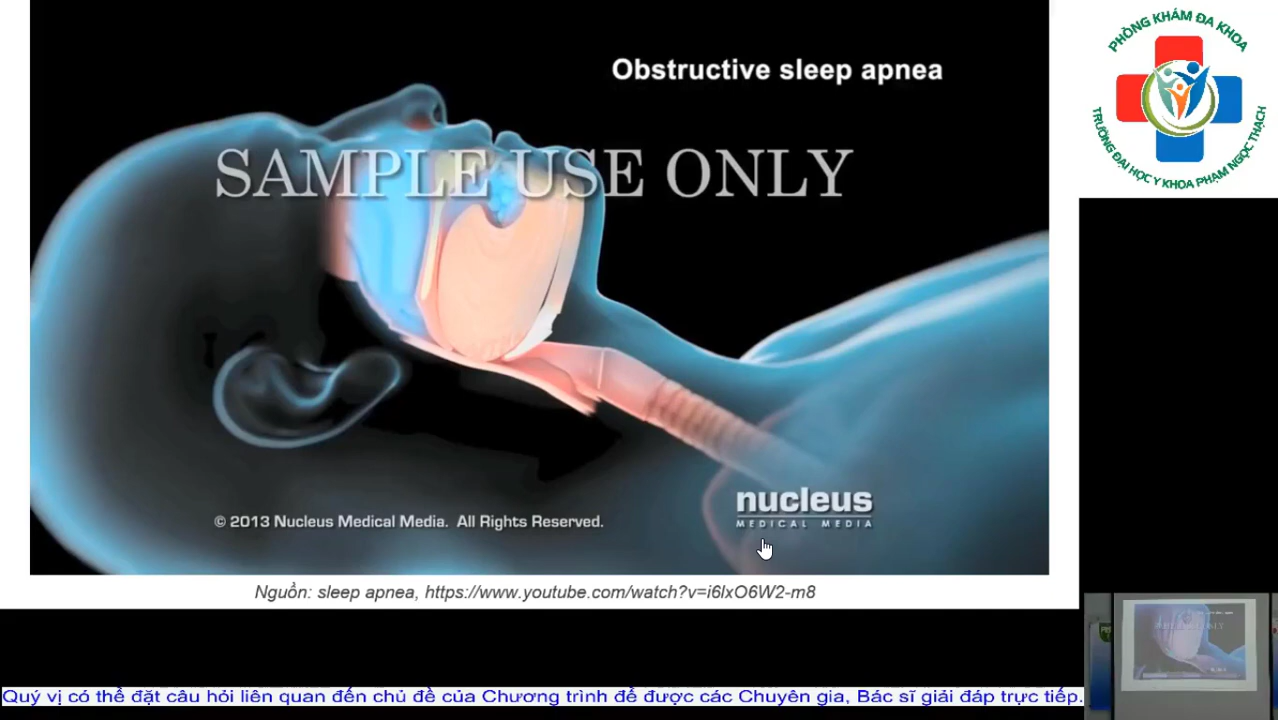 Obstructive sleep apnea
SAMPLE USE ONLY
nucleus
MEDICAL MEDIA
© 2013 Nucleus Medical Media. All Rights Reserved.
Nguồn: sleep apnea, https://www.youtube.com/watch?v=i6lxO6W2-m8
PHÒNG KHÁM ĐA KHOA
TRƯỜNG ĐẠI HỌC Y KHOA PHẠM NGỌC THẠCH
Quý vị có thể đặt câu hỏi liên quan đến chủ đề của Chương trình để được các Chuyên gia, Bác sĩ giải đáp trực tiếp.